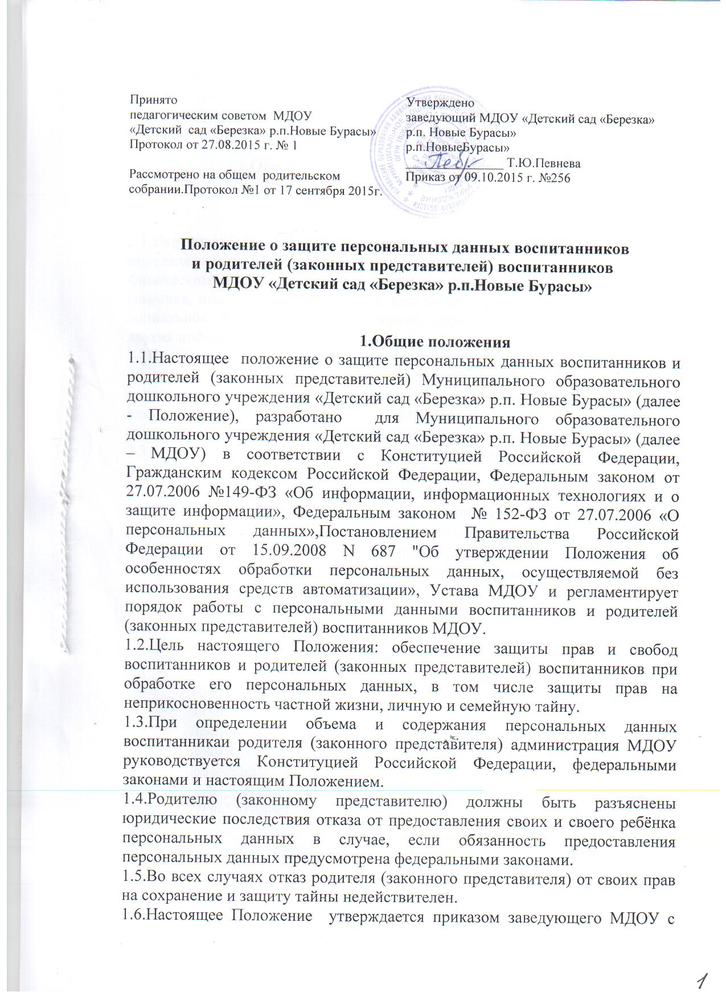 Принято
педагогическим советом МДОУ
«Детский сад «Березка» р.п.Новые Бурасы»
Протокол от 27.08.2015 г. № 1
Рассмотрено на общем родительском
собрании.Протокол №1 от 17 сентября 2015г.
Утверждено
заведующий МДОУ «Детский сад «Березка»
р.п. Новые Бурасы»
р.п.НовыеБурасы»
Т.Ю.Певнева
Приказ от 09.10.2015 г. №256
Положение о защите персональных данных воспитанников
и родителей (законных представителей) воспитанников
МДОУ «Детский сад «Березка» р.п.Новые Бурасы»
1.Общие положения
1.1.Настоящее положение о защите персональных данных воспитанников и
родителей (законных представителей) Муниципального образовательного
дошкольного учреждения «Детский сад «Березка» р.п. Новые Бурасы» (далее
- Положение), разработано для Муниципального образовательного
дошкольного учреждения «Детский сад «Березка» р.п. Новые Бурасы» (далее
– МДОУ) в соответствии с Конституцией Российской Федерации,
Гражданским кодексом Российской Федерации, Федеральным законом от
27.07.2006 №149-ФЗ «Об информации, информационных технологиях и о
защите информации», Федеральным законом № 152-ФЗ от 27.07.2006 «О
персональных данных»,Постановлением Правительства Российской
Федерации от 15.09.2008 N 687 "Об утверждении Положения об
особенностях обработки персональных данных, осуществляемой без
использования средств автоматизации», Устава МДОУ и регламентирует
порядок работы с персональными данными воспитанников и родителей
(законных представителей) воспитанников МДОУ.
1.2.Цель настоящего Положения: обеспечение защиты прав и свобод
воспитанников и родителей (законных представителей) воспитанников при
обработке его персональных данных, в том числе защиты прав на
неприкосновенность частной жизни, личную и семейную тайну.
1.3.При определении объема и содержания персональных данных
воспитанникаи родителя (законного представителя) администрация МДОУ
руководствуется Конституцией Российской Федерации, федеральными
законами и настоящим Положением.
1.4.Родителю (законному представителю) должны быть разъяснены
юридические последствия отказа от предоставления своих и своего ребёнка
персональных данных в случае, если обязанность предоставления
персональных данных предусмотрена федеральными законами.
1.5.Во всех случаях отказ родителя (законного представителя) от своих прав
на сохранение и защиту тайны недействителен.
1.6.Настоящее Положение утверждается приказом заведующего МДОУ с
1